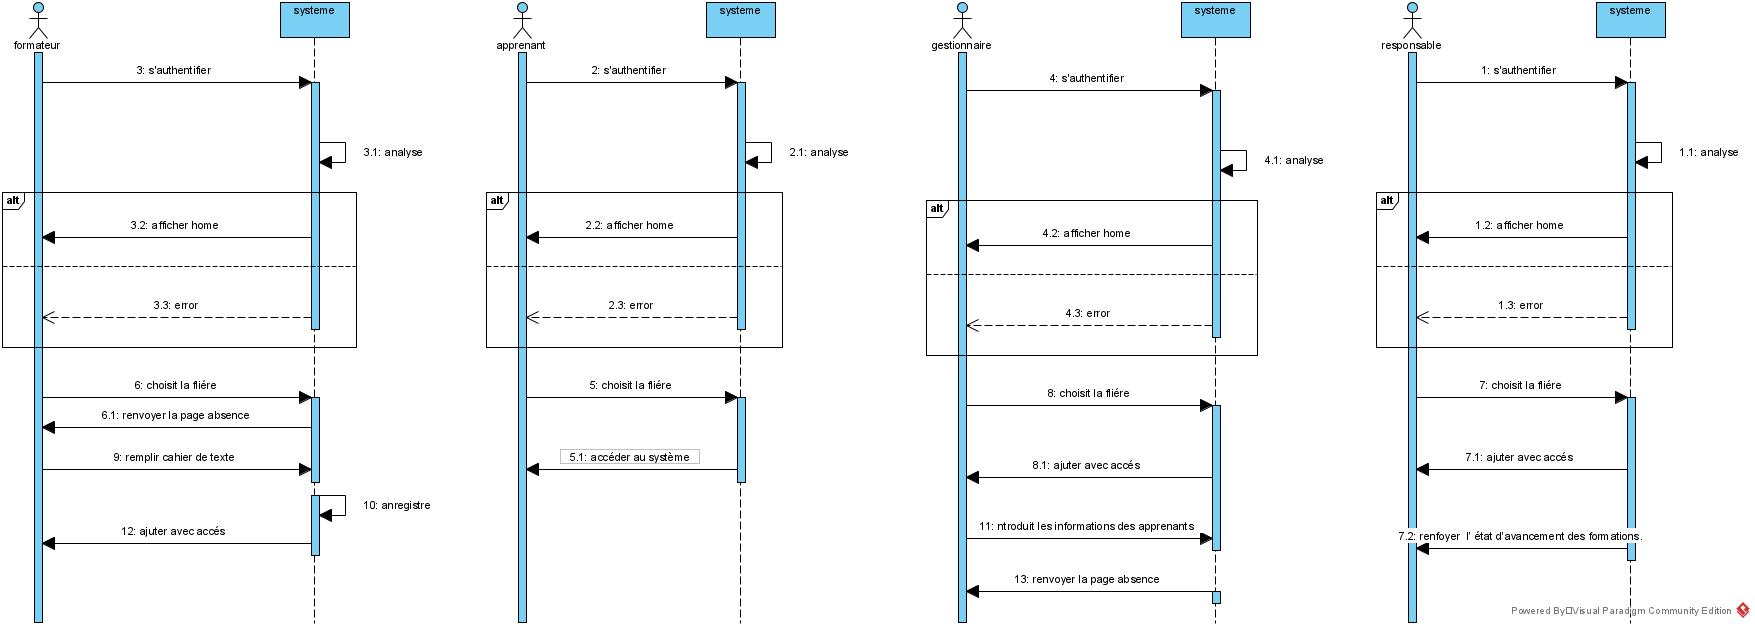 formateur
systeme
3: s'authentifier
3.1: analyse
alt
3.2: afficher home
3.3: error
6: choisit la fliére
6.1: renvoyer la page absence
9: remplir cahier de texte
10: anregistre
12: ajuter avec accés
apprenant
systeme
2: s'authentifier
2.1: analyse
alt
2.2: afficher home
2.3: error
5: choisit la fliére
5.1: accéder au système
gestionnaire
systeme
4: s'authentifier
4.1: analyse
alt
4.2: afficher home
4.3: error
8: choisit la fliére
8.1: ajuter avec accés
11: ntroduit les informations des apprenants
13: renvoyer la page absence
responsable
systeme
1: s'authentifier
1.1: analyse
alt
1.2: afficher home
1.3: error
7: choisit la fliére
7.1: ajuter avec accés
7.2: renfoyer l' état d'avancement des formations.
Powered By□Visual Paradigm Community Edition